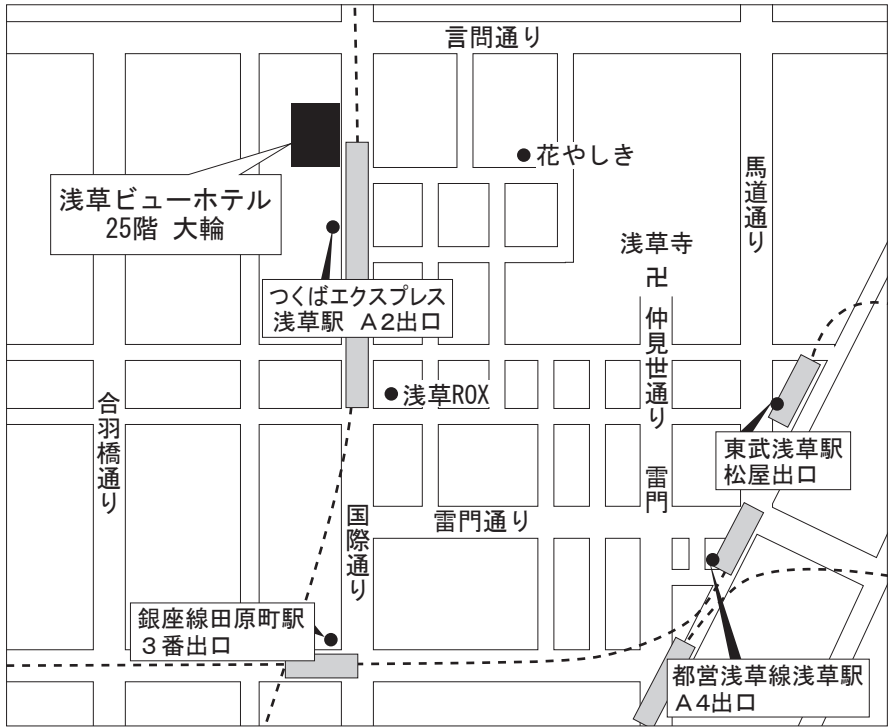 言問通り
花やしき
馬道通り
浅草ビューホテル
25階 大輪
浅草寺
卍
つくばエクスプレス
浅草駅 A2出口
仲見世通り
浅草ROX
合羽橋通り
東武浅草駅
松屋出口
雷門
国際通り
雷門通り
銀座線田原町駅
3番出口
都営浅草線浅草駅
A4出口